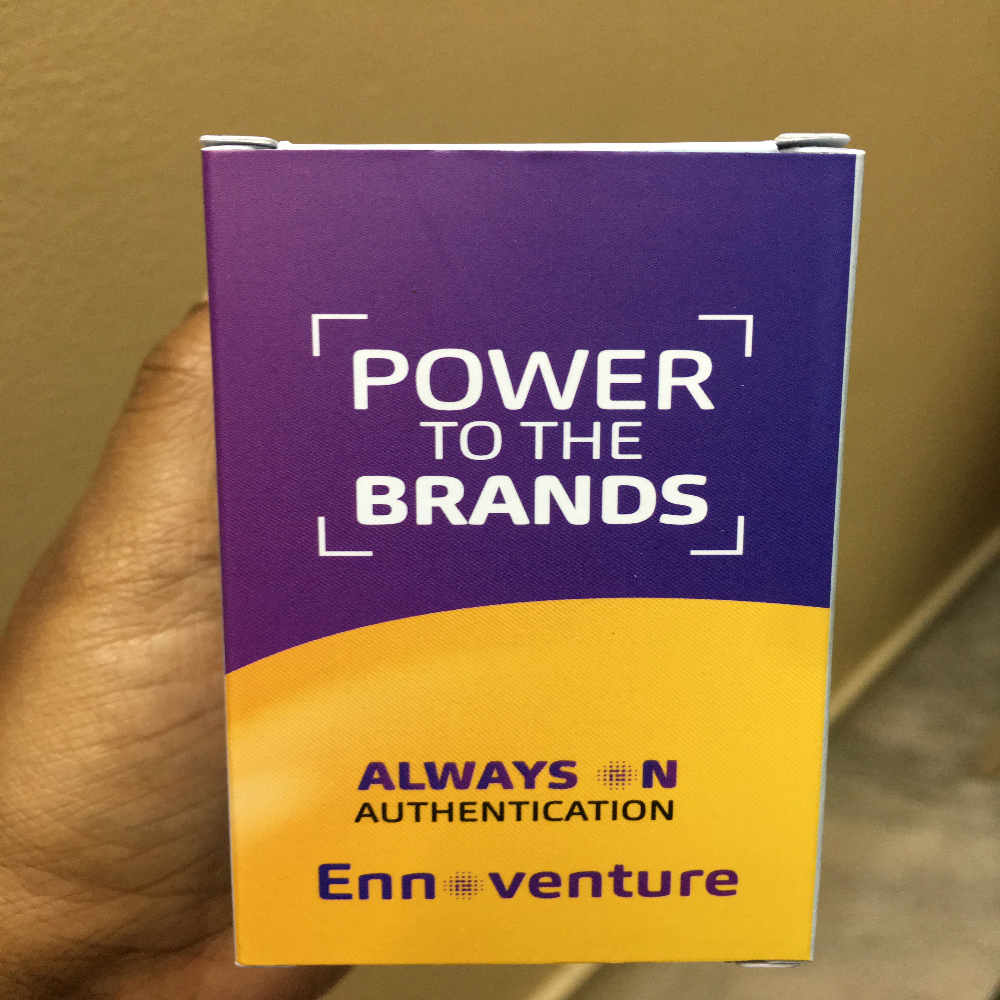 POWER
TO THE
BRANDS
ALWAYS ON
AUTHENTICATION
Ennoventure